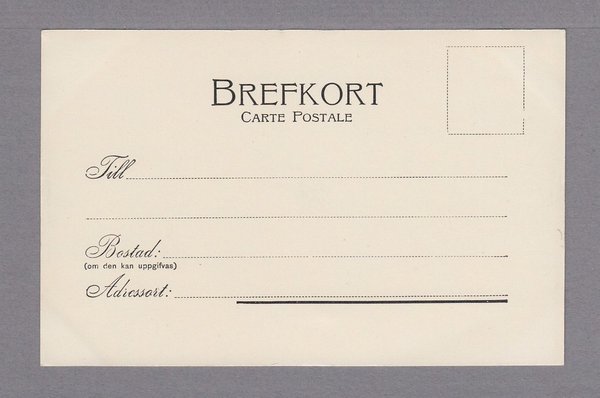 BREFKORT
CARTE POSTALE
Till
Bostad:
(om den kan uppgifvas)
Adressort: